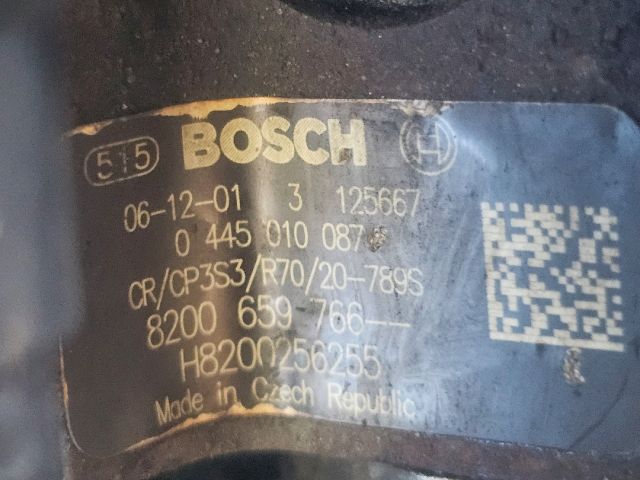 515 BOSCH
06-12-01 3 125667
0 445 010 087
CR/CP3S3/R70/20-789S
8200 659 766--
H8200256255
Made in Czech Republic